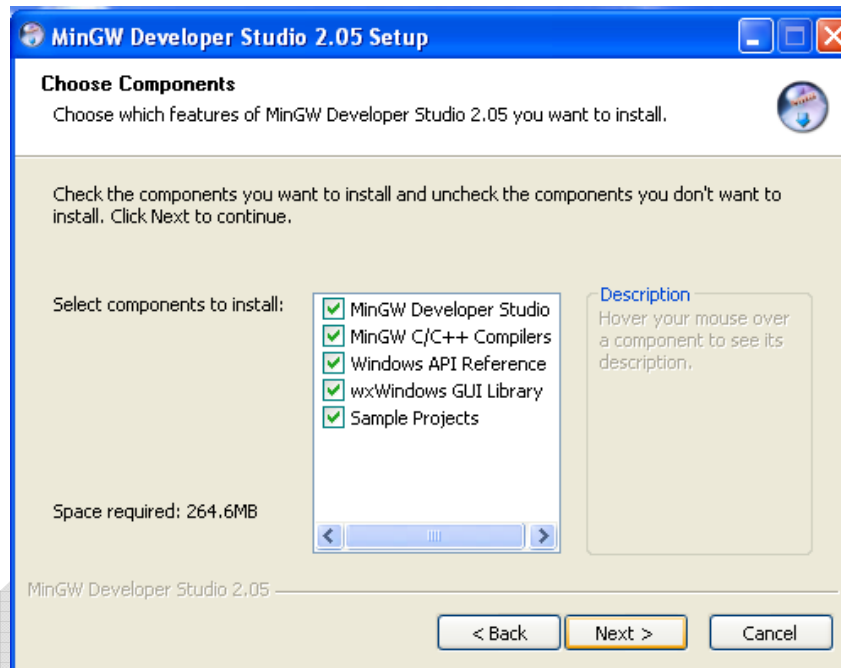 MinGW Developer Studio 2.05 Setup
Choose Components
Choose which features of MinGW Developer Studio 2.05 you want to install.
Check the components you want to install and uncheck the components you don't want to
install. Click Next to continue.
Select components to install:
MinGW Developer Studio
MinGW C/C++ Compilers
Windows API Reference
wxWindows GUI Library
Sample Projects
Description
Hover your mouse over
a component to see its
description.
Space required: 264.6MB
MinGW Developer Studio 2.05
< Back
Next >
Cancel